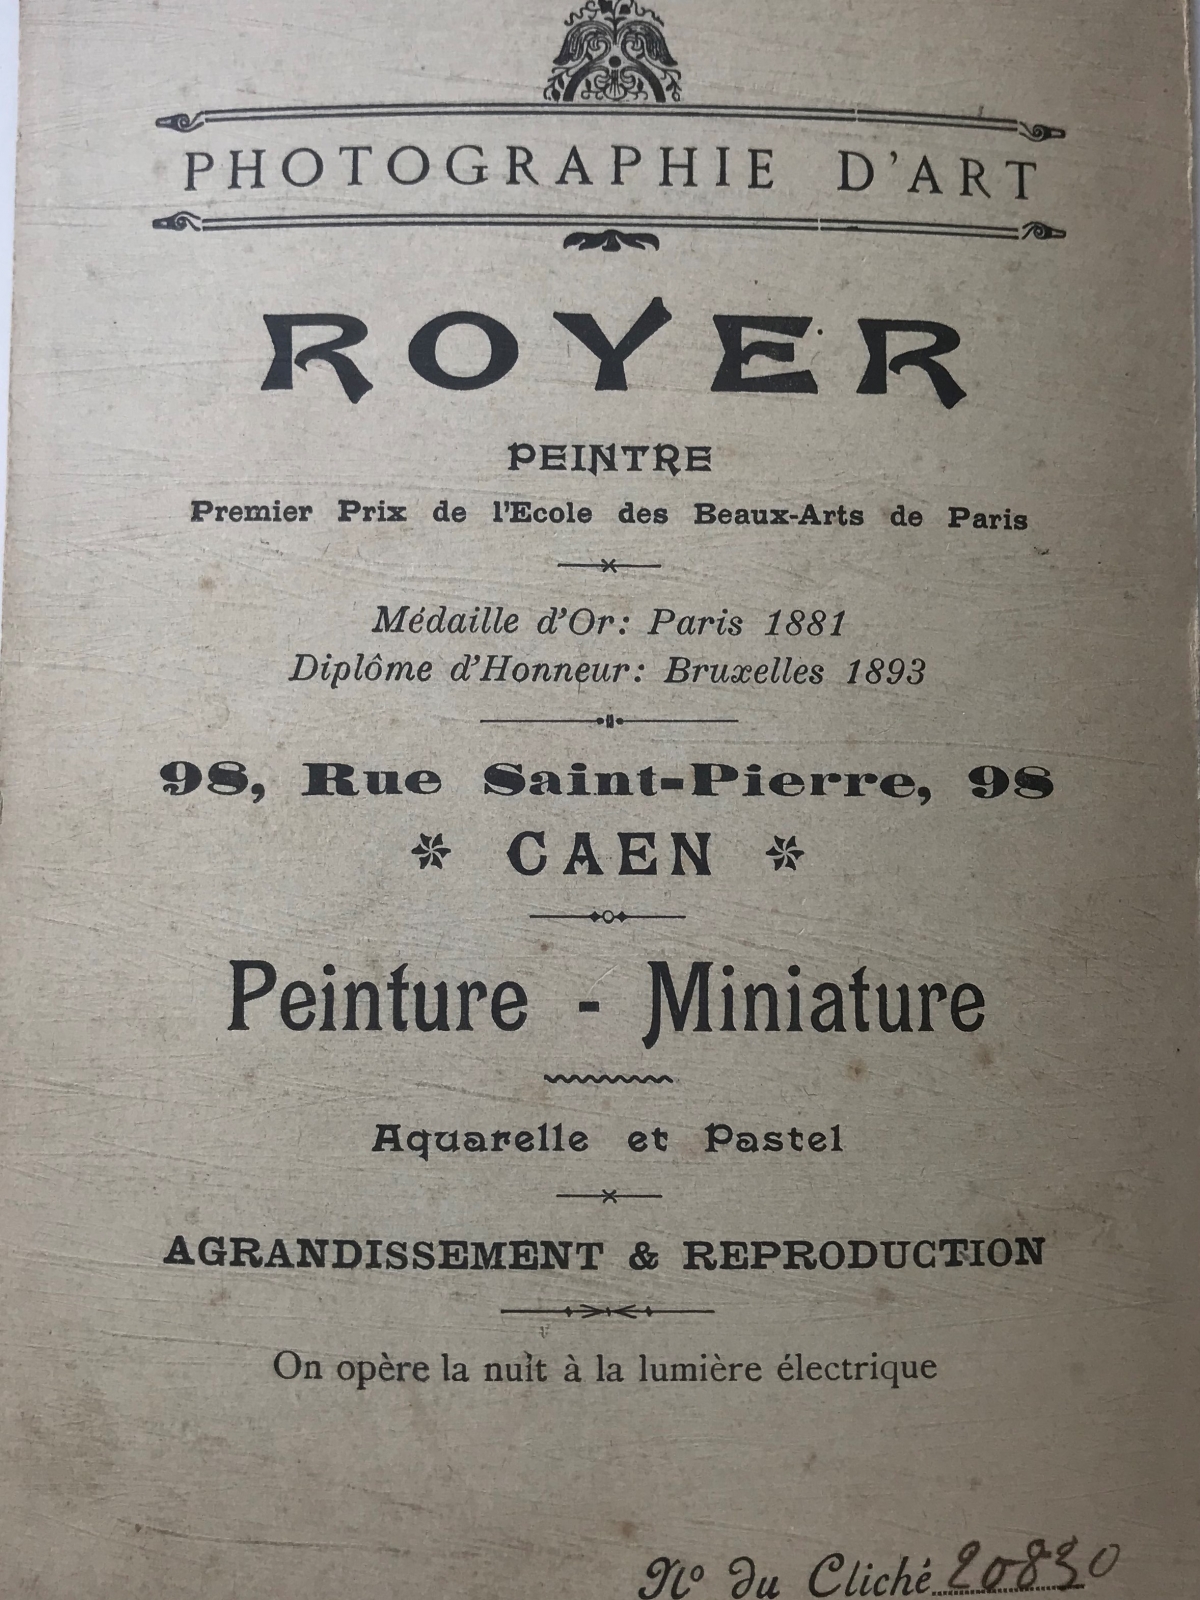 PHOTOGRAPHIE D'ART
ROYER
PEINTRE
Premier Prix de l'Ecole des Beaux-Arts de Paris
Médaille d'Or: Paris 1881
Diplôme d'Honneur: Bruxelles 1893
98, Rue Saint-Pierre, 98
CAEN
Peinture - Miniature
Aquarelle et Pastel
AGRANDISSEMENT & REPRODUCTION
On opère la nuit à la lumière électrique
No du Cliché 20830